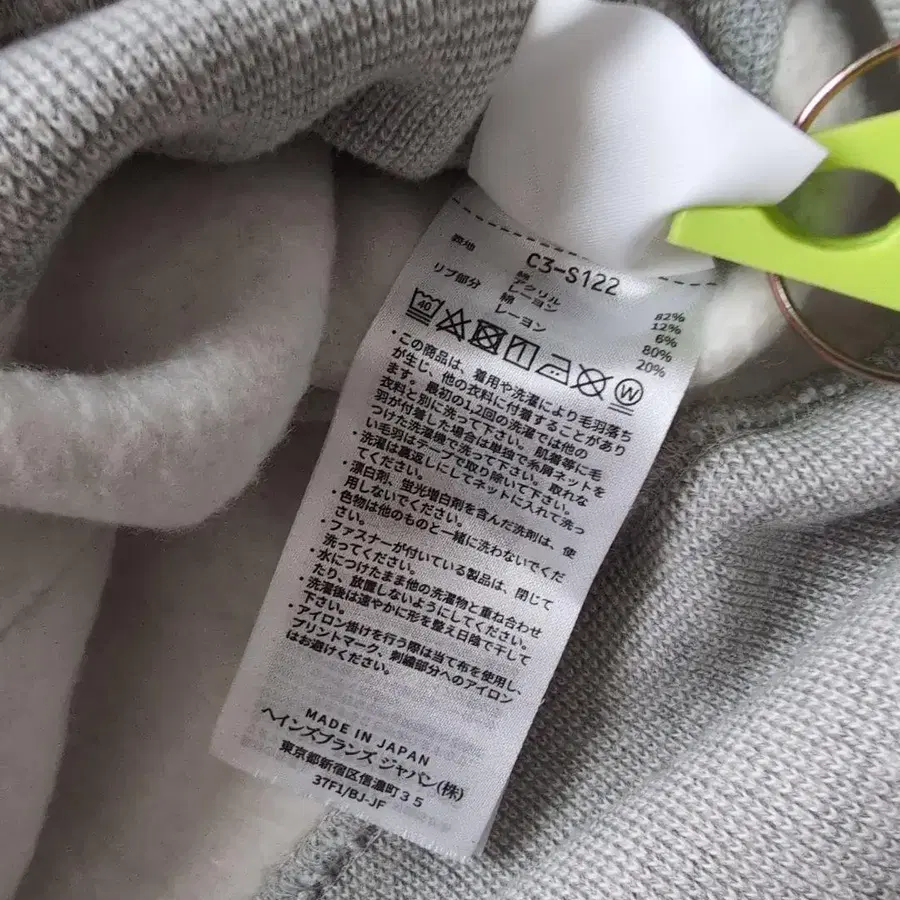 C3-S122
表地 綿 82%
アクリル 12%
レーヨン 6%
リブ部分 綿 80%
レーヨン 20%
40
W
・この商品は、着用や洗濯により毛羽落ち
が生じ、他の衣料に付着することがあり
ます。最初の1,2回の洗濯では他の
衣料と別に洗って下さい。肌着等に毛
羽が付着した場合は単独で糸屑ネットを
つけた洗濯機で洗って下さい。取れな
い毛羽はテープで取り除いて下さい。
・洗濯は裏返しにしてネットに入れて洗っ
てください。
・漂白剤、蛍光増白剤を含んだ洗剤は、使
用しないでください。
・色物は他のものと一緒に洗わないでくだ
さい。
・ファスナーが付いている製品は、閉じて
洗ってください。
・水につけたまま他の洗濯物と重ね合わせ
たり、放置しないようにしてください。
・洗濯後は速やかに形を整え日陰で干して
下さい。
・アイロン掛けを行う際は当て布を使用し、
プリントマーク、刺繍部分へのアイロン
はお避けください。
MADE IN JAPAN
ヘインズブランズ ジャパン(株)
東京都新宿区信濃町35
37F1/BJ-JF